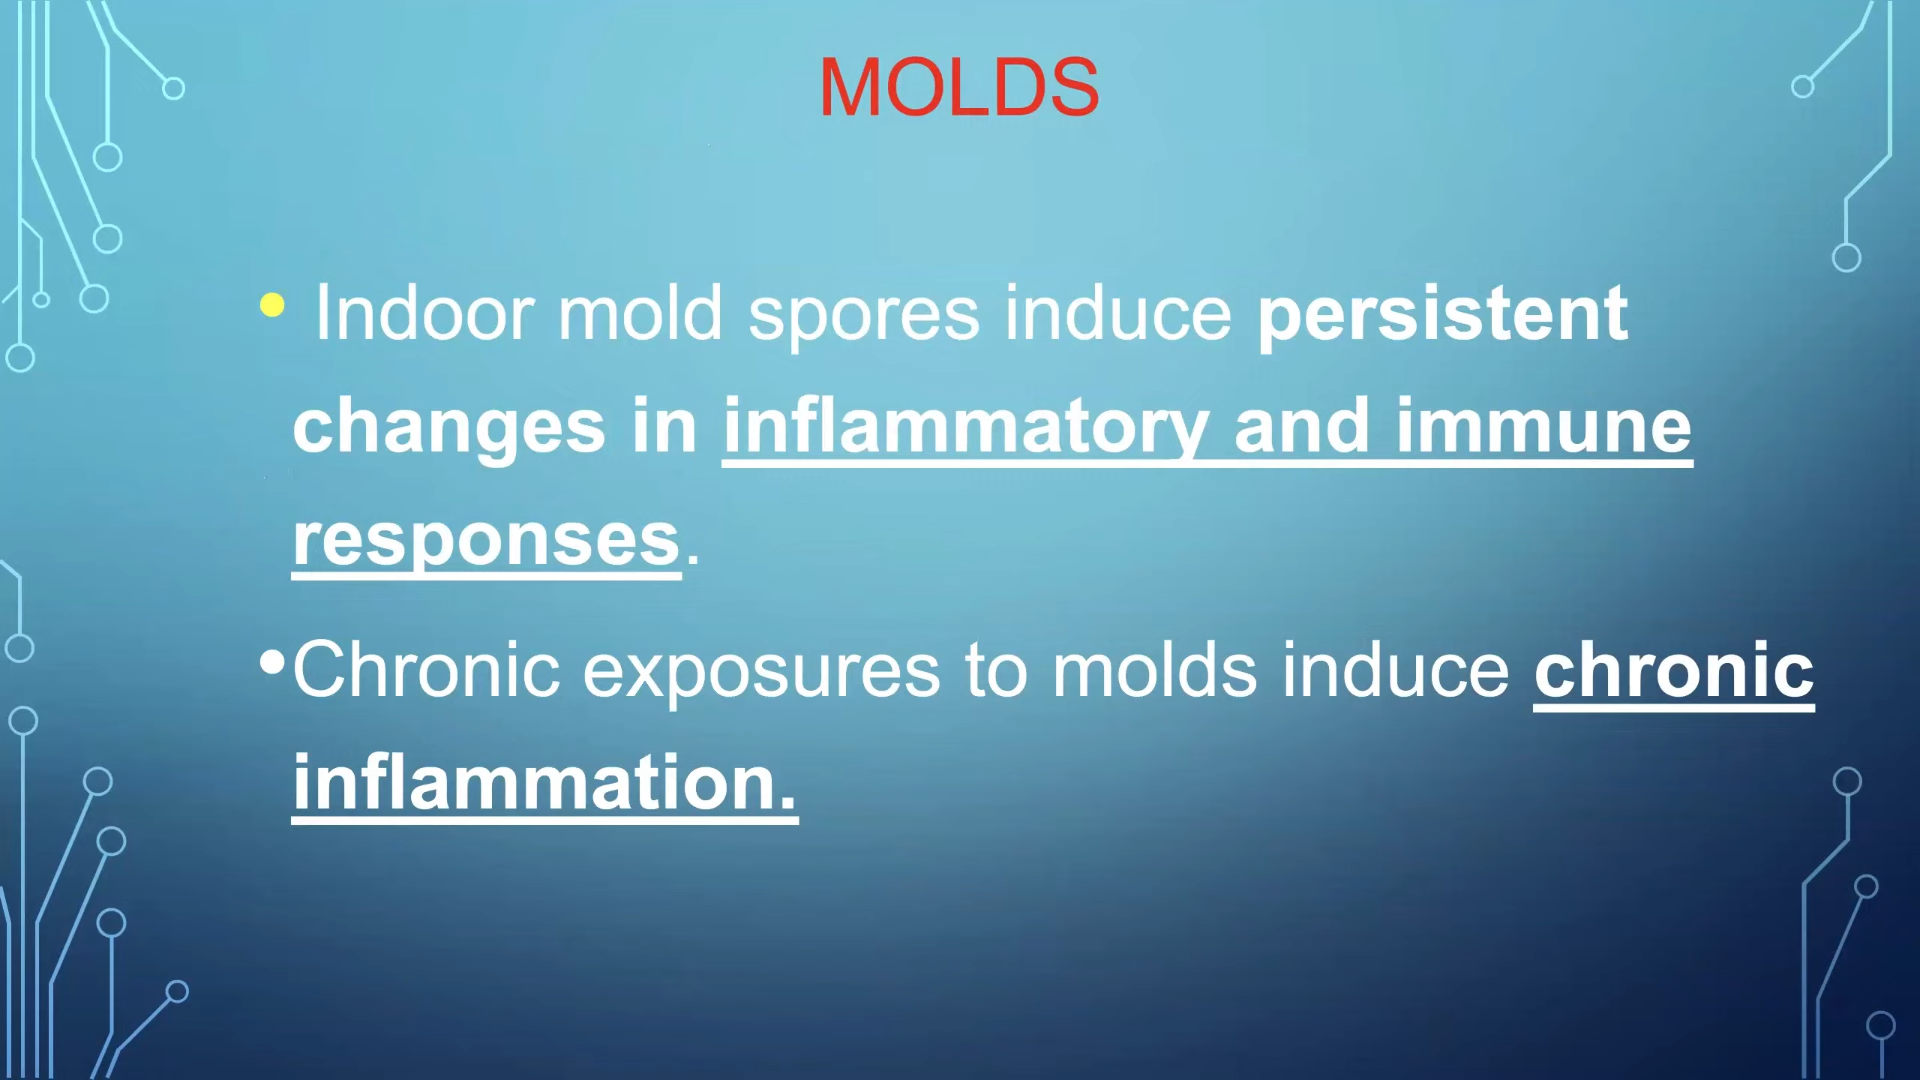 MOLDS
• Indoor mold spores induce persistent
changes in inflammatory and immune
responses.
•Chronic exposures to molds induce chronic
inflammation.